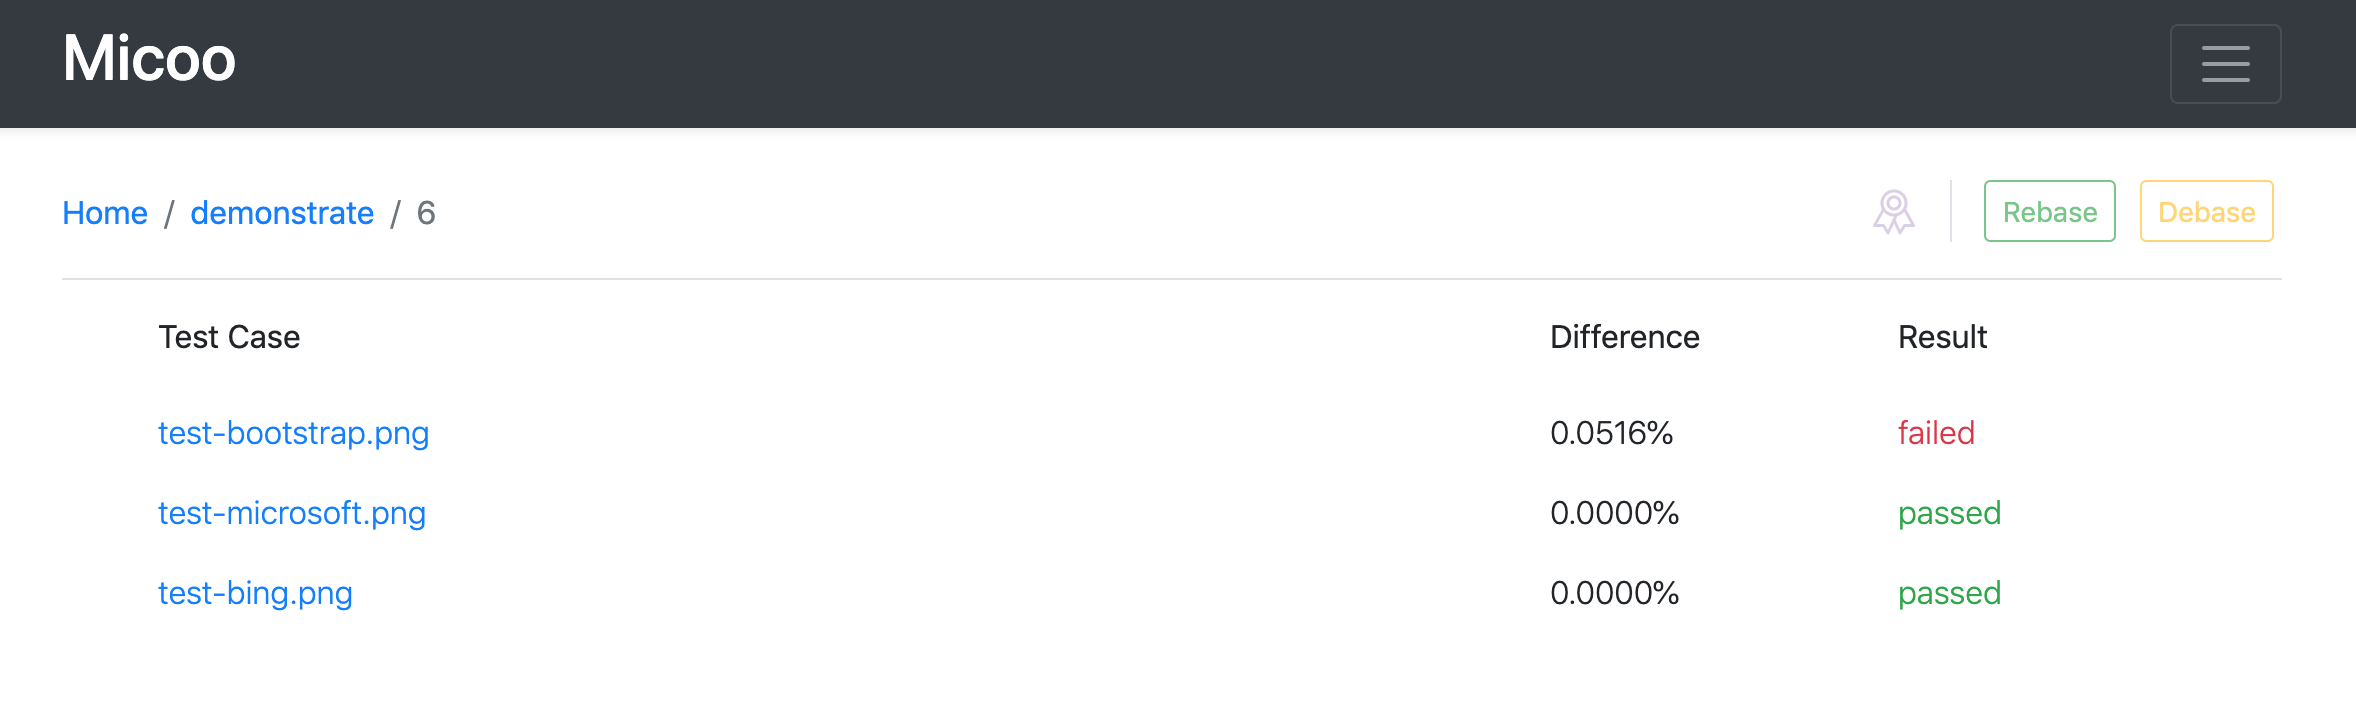 Micoo
Home / demonstrate / 6 Rebase Debase
Test Case Difference Result
test-bootstrap.png 0.0516% failed
test-microsoft.png 0.0000% passed
test-bing.png 0.0000% passed